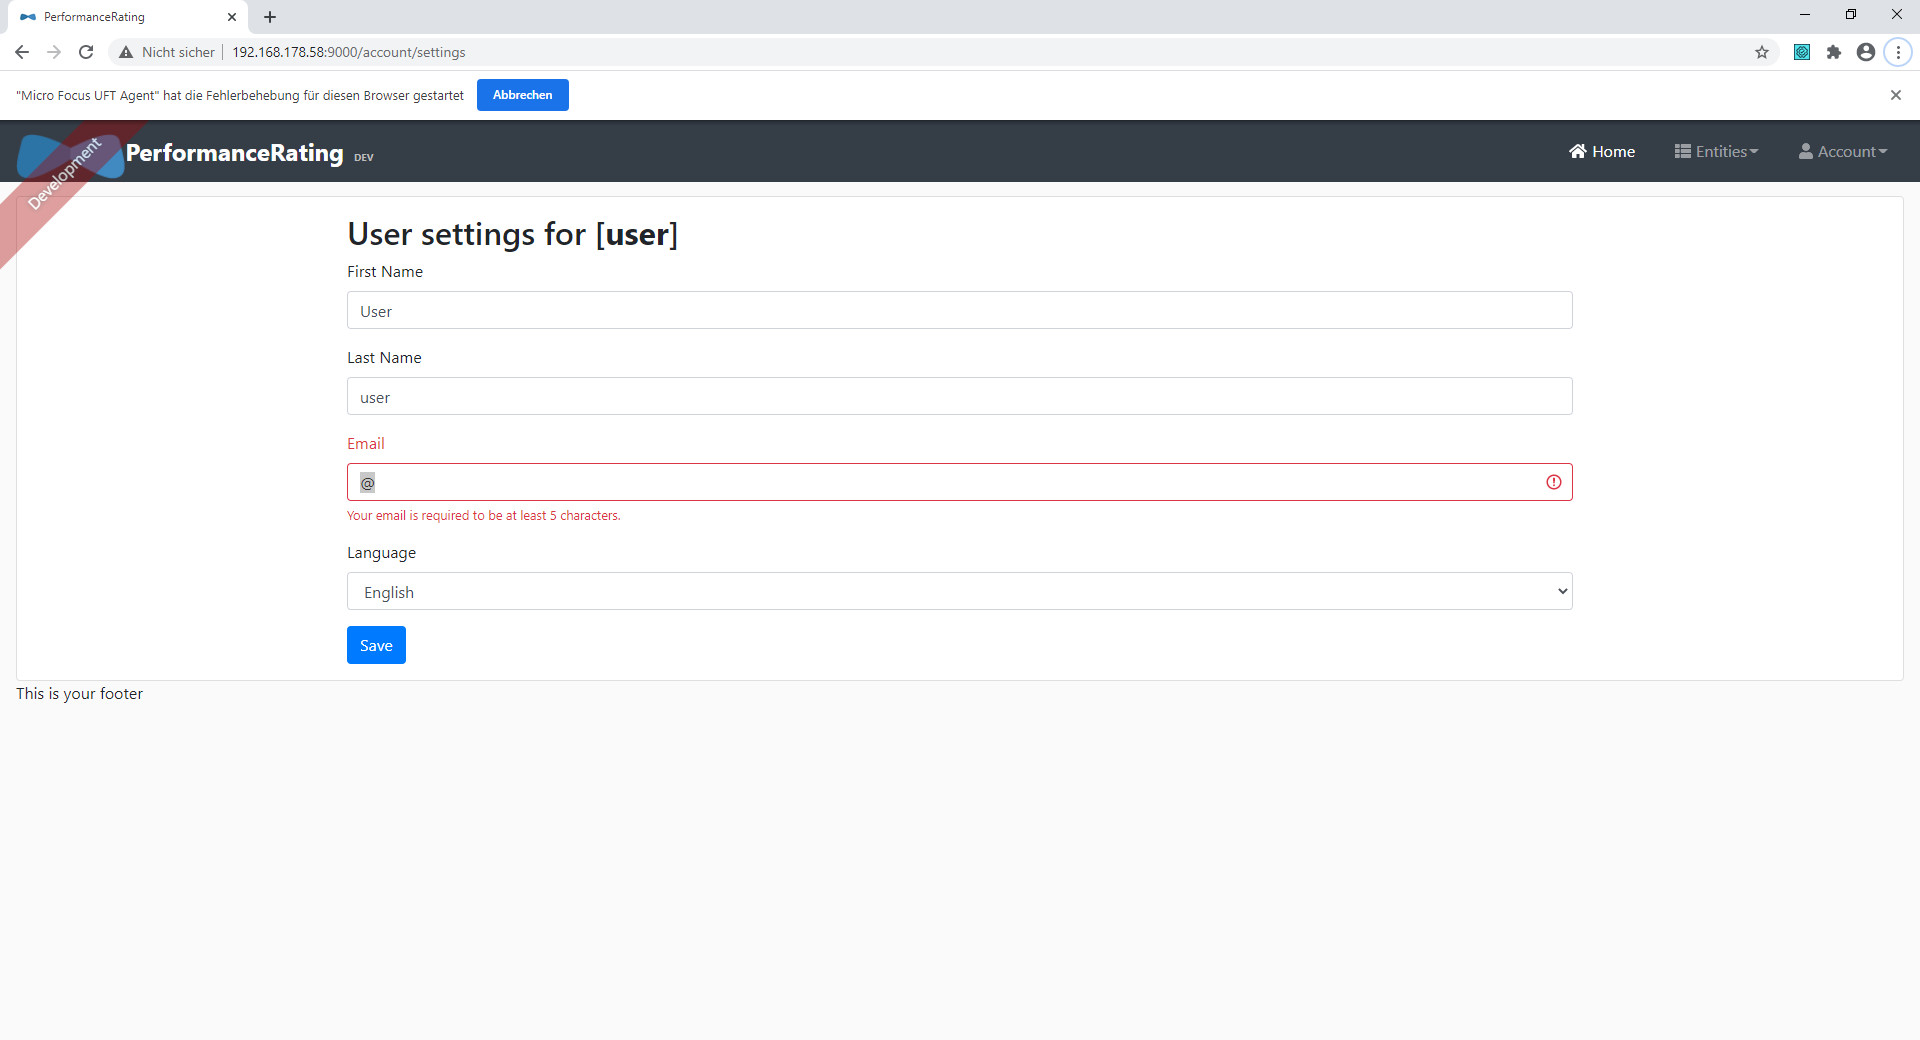 PerformanceRating
Nicht sicher 192.168.178.58:9000/account/settings
"Micro Focus UFT Agent" hat die Fehlerbehebung für diesen Browser gestartet Abbrechen
Development
PerformanceRating DEV Home Entities Account
User settings for [user]
First Name
User
Last Name
user
Email
@
Your email is required to be at least 5 characters.
Language
English
Save
This is your footer